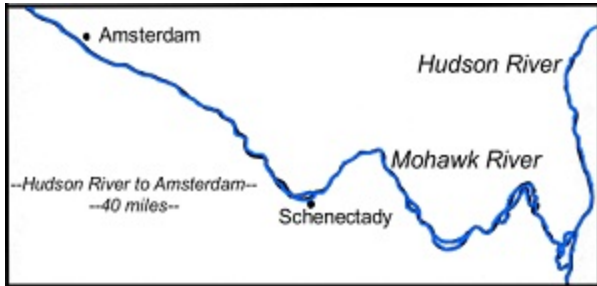 Amsterdam
Hudson River
Mohawk River
--Hudson River to Amsterdam--
--40 miles--
Schenectady